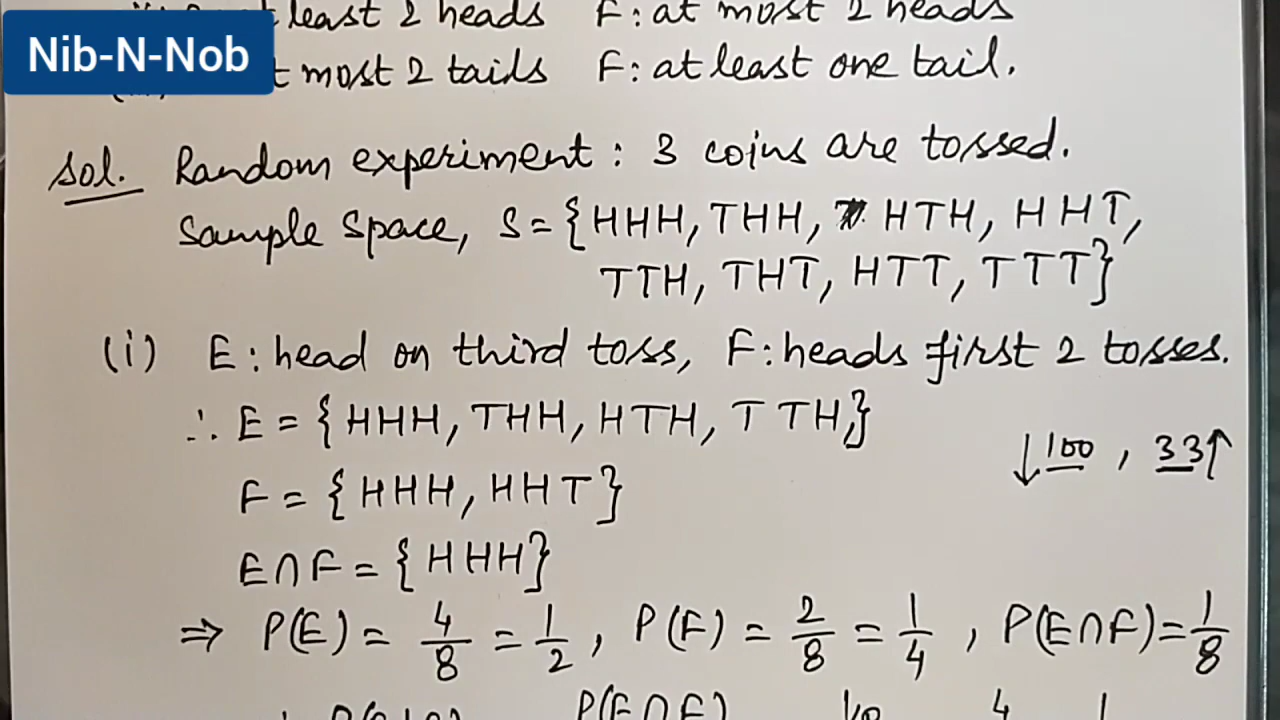 least 2 heads F: at most 2 heads
Nib-N-Nob
t most 2 tails F: at least one tail.
Sol. Random experiment: 3 coins are tossed.
Sample Space, S = {HHH, THH, HTH, HHT,
TTH, THT, HTT, TTT}
(i) E: head on third toss, F: heads first 2 tosses.
∴ E = {HHH, THH, HTH, TTH,}
↓100, 33↑
F = {HHH, HHT}
E∩F = {HHH}
⇒ P(E) = 4/8 = 1/2, P(F) = 2/8 = 1/4, P(E∩F) = 1/8
P(E∩F)